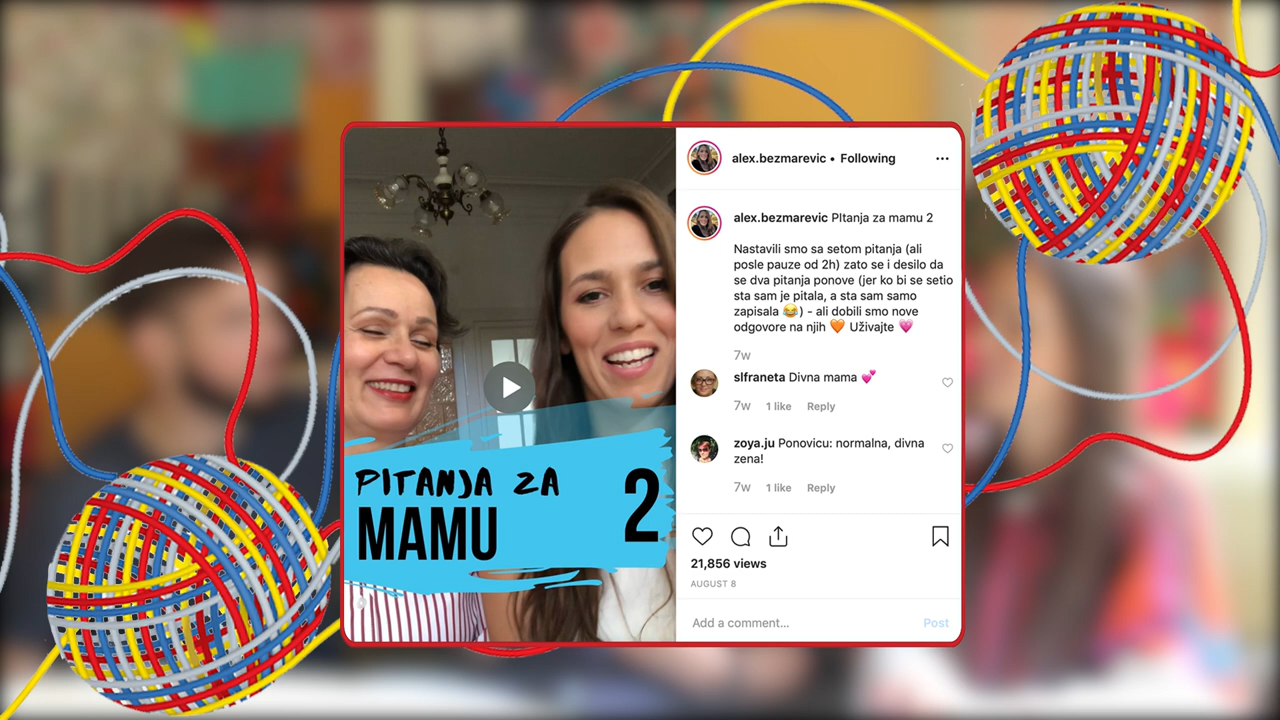 PITANJA ZA
MAMU
2
alex.bezmarevic • Following
alex.bezmarevic PItanja za mamu 2
Nastavili smo sa setom pitanja (ali
posle pauze od 2h) zato se i desilo da
se dva pitanja ponove (jer ko bi se setio
sta sam je pitala, a sta sam samo
zapisala 😂) - ali dobili smo nove
odgovore na njih 🧡 Uživajte 💗
7w
slfraneta Divna mama 💕
7w 1 like Reply
zoya.ju Ponovicu: normalna, divna
zena!
7w 1 like Reply
21,856 views
AUGUST 8
Add a comment... Post